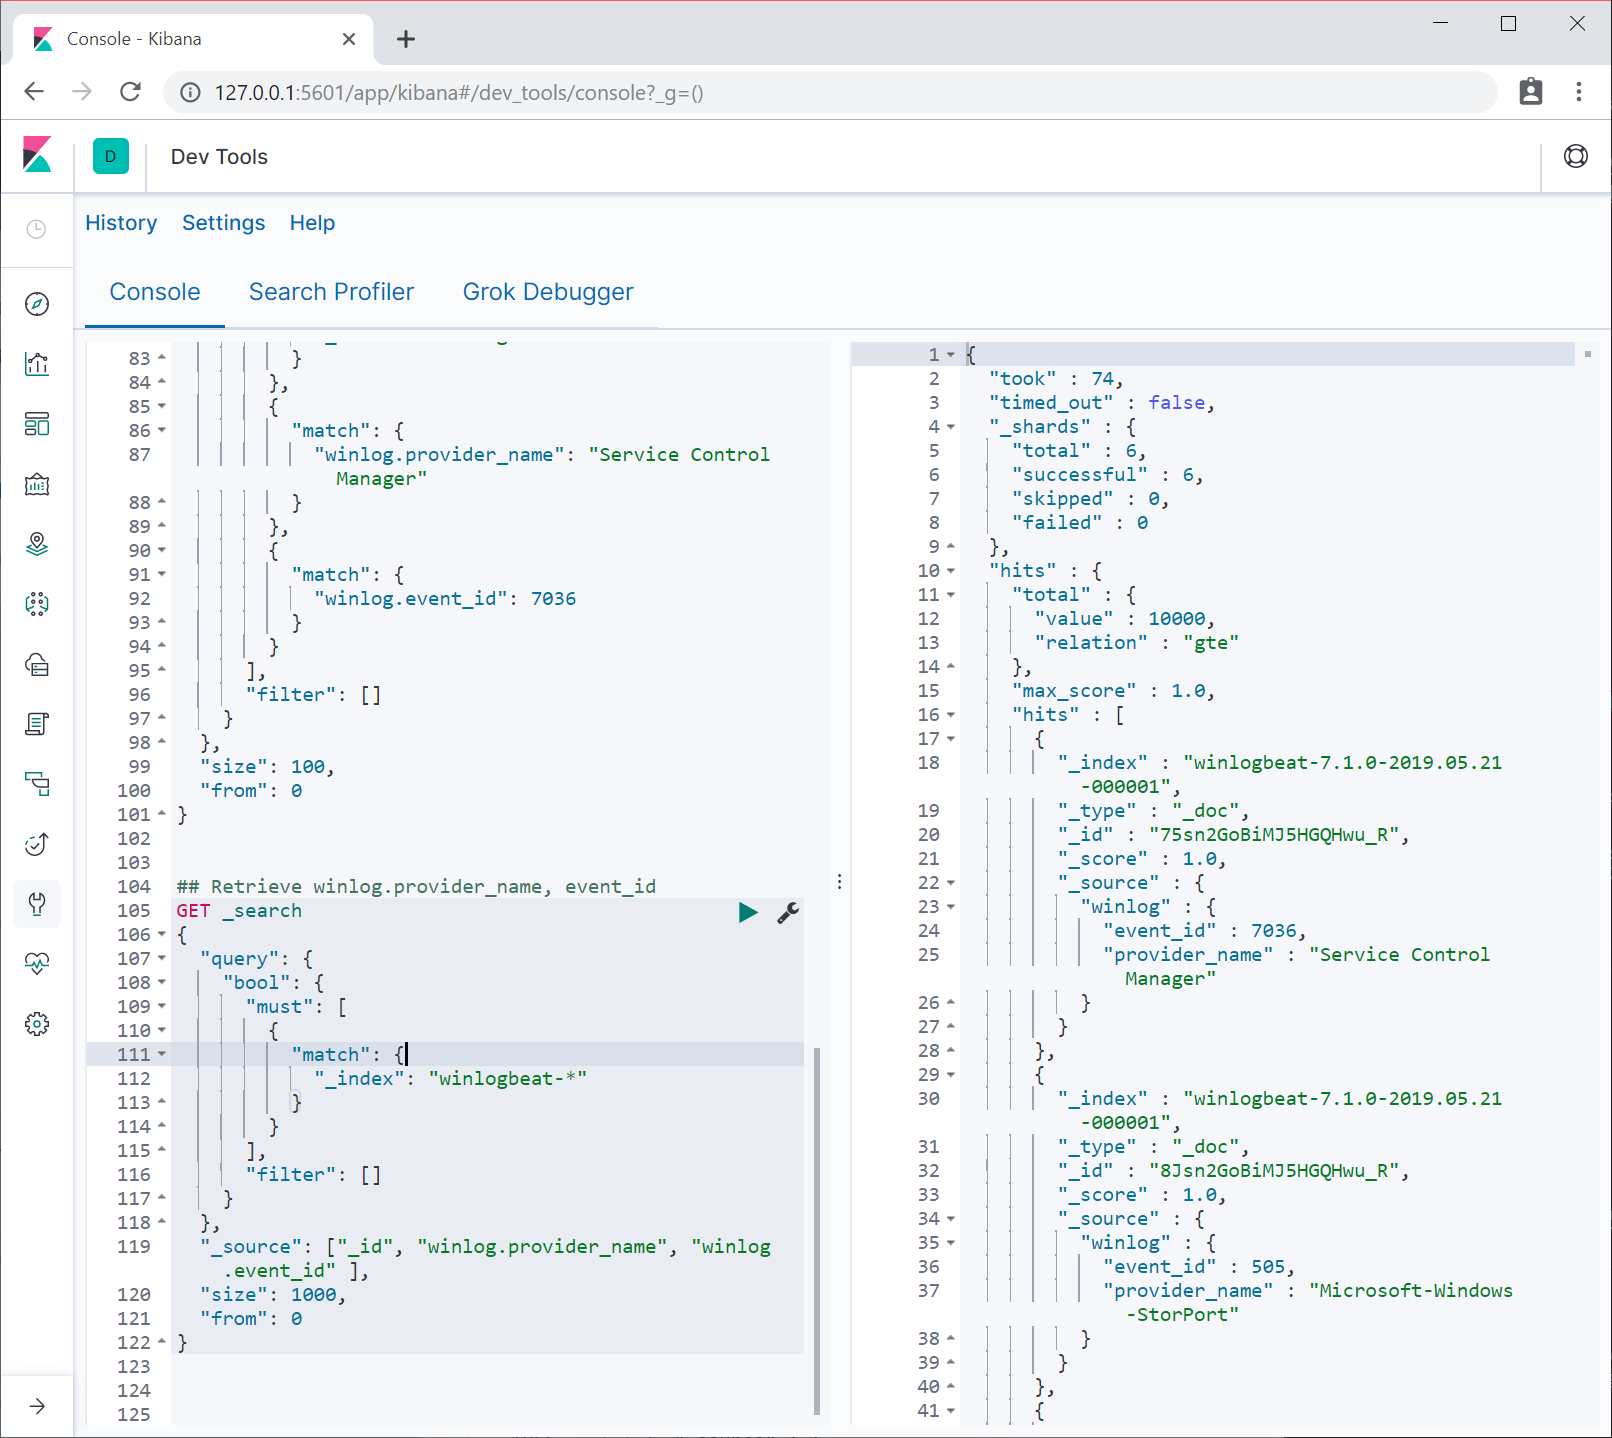 Console - Kibana
127.0.0.1:5601/app/kibana#/dev_tools/console?_g=()
D
Dev Tools
History Settings Help
Console Search Profiler Grok Debugger
83 }
84 },
85 {
86 "match": {
87 "winlog.provider_name": "Service Control
Manager"
88 }
89 },
90 {
91 "match": {
92 "winlog.event_id": 7036
93 }
94 }
95 ],
96 "filter": []
97 }
98 },
99 "size": 100,
100 "from": 0
101 }
102
103
104 ## Retrieve winlog.provider_name, event_id
105 GET _search
106 {
107 "query": {
108 "bool": {
109 "must": [
110 {
111 "match": {
112 "_index": "winlogbeat-*"
113 }
114 }
115 ],
116 "filter": []
117 }
118 },
119 "_source": ["_id", "winlog.provider_name", "winlog
.event_id" ],
120 "size": 1000,
121 "from": 0
122 }
123
124
125
1 {
2 "took" : 74,
3 "timed_out" : false,
4 "_shards" : {
5 "total" : 6,
6 "successful" : 6,
7 "skipped" : 0,
8 "failed" : 0
9 },
10 "hits" : {
11 "total" : {
12 "value" : 10000,
13 "relation" : "gte"
14 },
15 "max_score" : 1.0,
16 "hits" : [
17 {
18 "_index" : "winlogbeat-7.1.0-2019.05.21
-000001",
19 "_type" : "_doc",
20 "_id" : "75sn2GoBiMJ5HGQHwu_R",
21 "_score" : 1.0,
22 "_source" : {
23 "winlog" : {
24 "event_id" : 7036,
25 "provider_name" : "Service Control
Manager"
26 }
27 }
28 },
29 {
30 "_index" : "winlogbeat-7.1.0-2019.05.21
-000001",
31 "_type" : "_doc",
32 "_id" : "8Jsn2GoBiMJ5HGQHwu_R",
33 "_score" : 1.0,
34 "_source" : {
35 "winlog" : {
36 "event_id" : 505,
37 "provider_name" : "Microsoft-Windows
-StorPort"
38 }
39 }
40 },
41 {